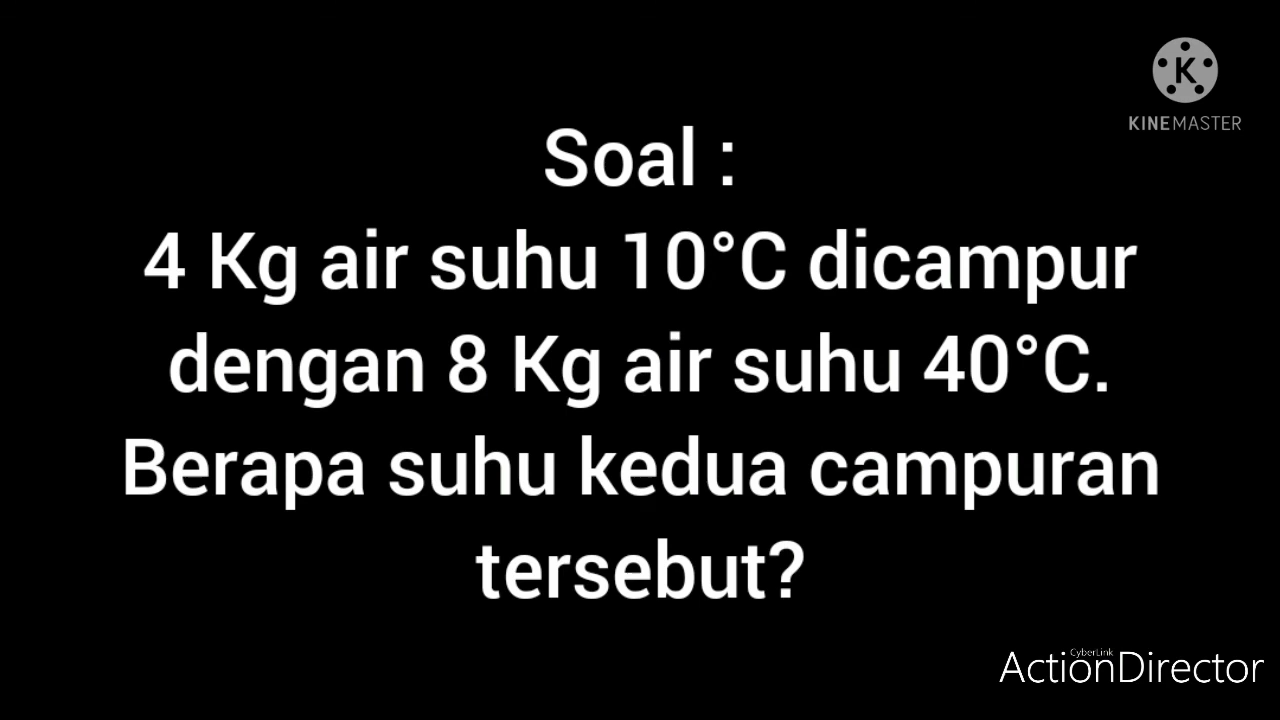 KINEMASTER
Soal :
4 Kg air suhu 10°C dicampur
dengan 8 Kg air suhu 40°C.
Berapa suhu kedua campuran
tersebut?
CyberLink
ActionDirector